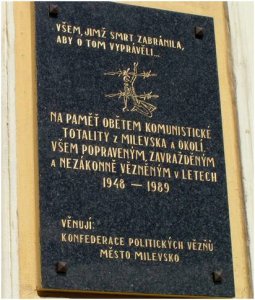 VŠEM, JIMŽ SMRT ZABRÁNILA,
ABY O TOM VYPRÁVĚLI...
NA PAMĚŤ OBĚTEM KOMUNISTICKÉ
TOTALITY Z MILEVSKA A OKOLÍ,
VŠEM POPRAVENÝM, ZAVRAŽDĚNÝM
A NEZÁKONNĚ VĚZNĚNÝM V LETECH
1948 — 1989
VĚNUJÍ:
KONFEDERACE POLITICKÝCH VĚZŇŮ
MĚSTO MILEVSKO